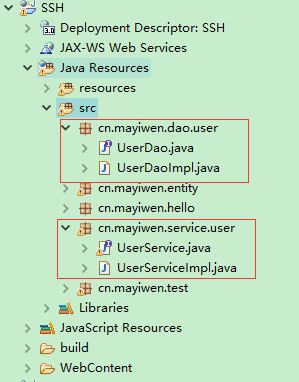 SSH
Deployment Descriptor: SSH
JAX-WS Web Services
Java Resources
resources
src
cn.mayiwen.dao.user
UserDao.java
UserDaoImpl.java
cn.mayiwen.entity
cn.mayiwen.hello
cn.mayiwen.service.user
UserService.java
UserServiceImpl.java
cn.mayiwen.test
Libraries
JavaScript Resources
build
WebContent